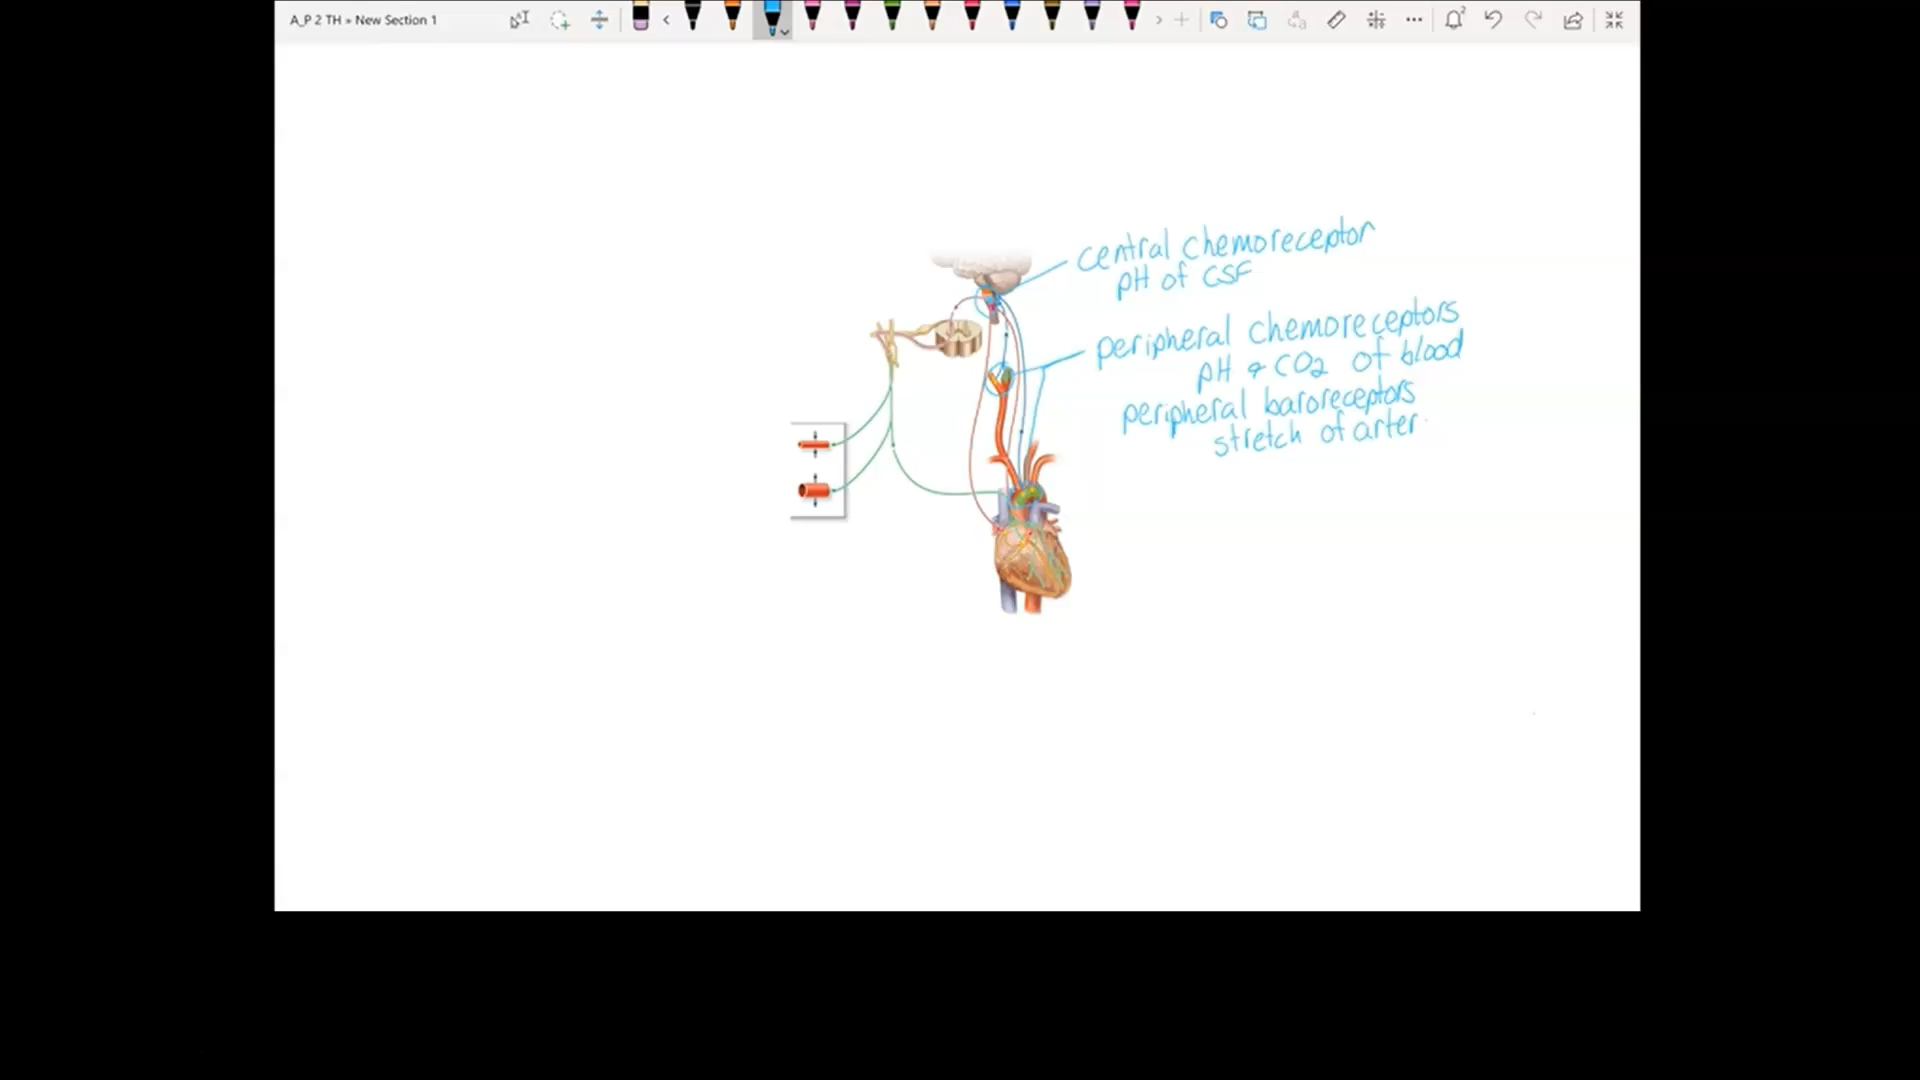 A_P 2 TH » New Section 1
central chemoreceptor
pH of CSF
peripheral chemoreceptors
pH & CO2 of blood
peripheral baroreceptors
stretch of arter